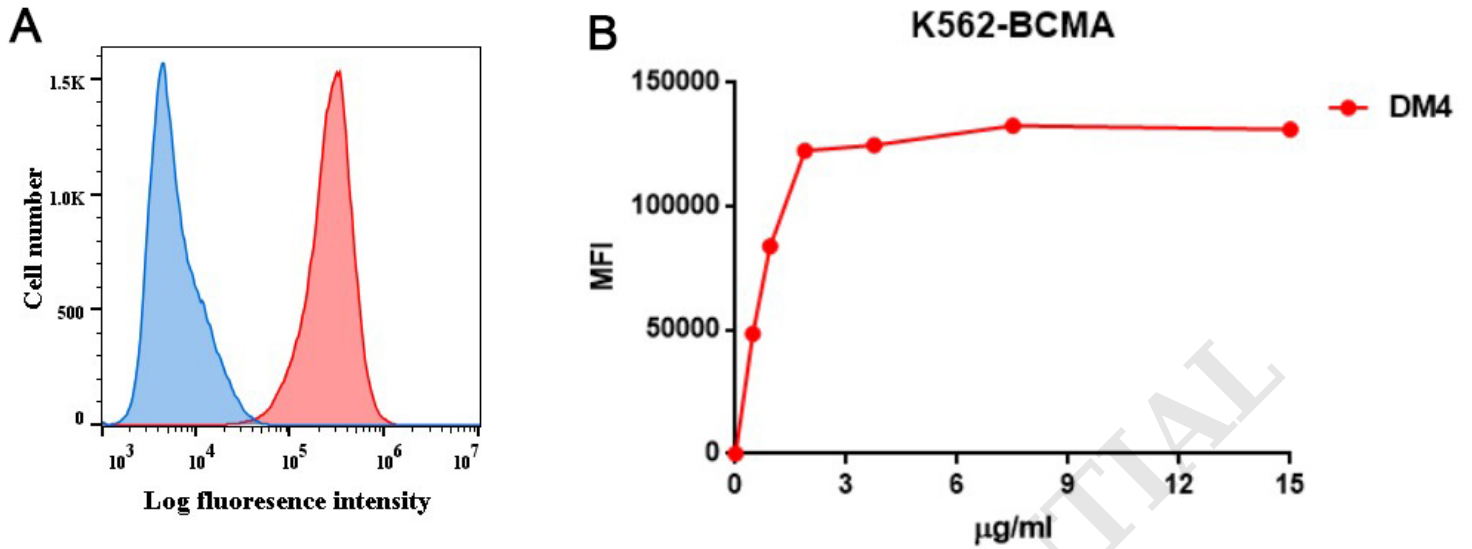 A
1.5K
1.0K
500
0
Cell number
10³ 10⁴ 10⁵ 10⁶ 10⁷
Log fluoresence intensity
B
K562-BCMA
150000
100000
50000
0
MFI
0 3 6 9 12 15
μg/ml
DM4
TIAL